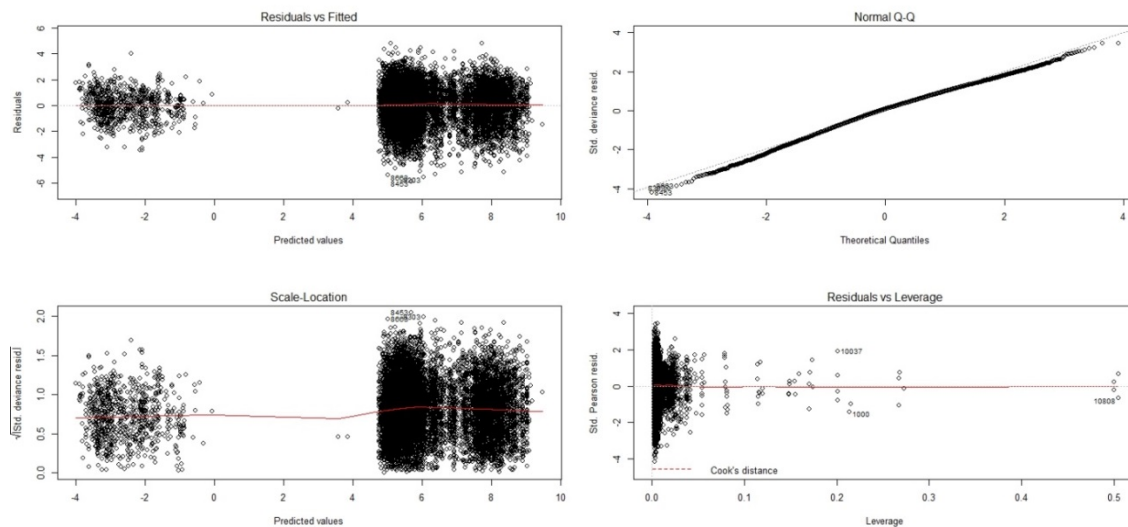 Residuals vs Fitted
Residuals
6
4
2
0
-2
-4
-6
8453
-4 -2 0 2 4 6 8 10
Predicted values
Normal Q-Q
Std. deviance resid.
4
2
0
-2
-4
8453
-4 -2 0 2 4
Theoretical Quantiles
Scale-Location
√|Std. deviance resid.|
2.0
1.5
1.0
0.5
0.0
8453
-4 -2 0 2 4 6 8 10
Predicted values
Residuals vs Leverage
Std. Pearson resid.
4
2
0
-2
-4
10037
1000
10808
Cook's distance
0.0 0.1 0.2 0.3 0.4 0.5
Leverage